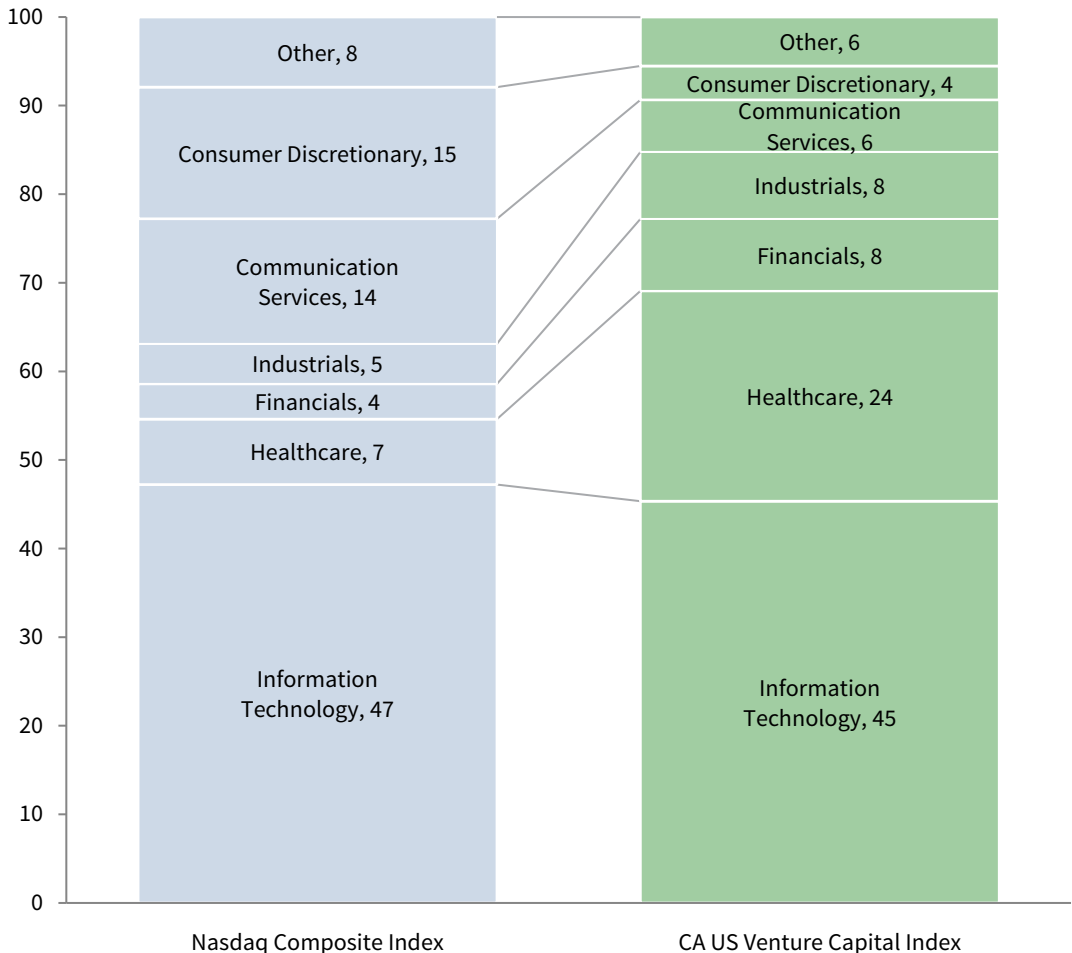 100
90
80
70
60
50
40
30
20
10
0
Other, 8
Consumer Discretionary, 15
Communication
Services, 14
Industrials, 5
Financials, 4
Healthcare, 7
Information
Technology, 47
Other, 6
Consumer Discretionary, 4
Communication
Services, 6
Industrials, 8
Financials, 8
Healthcare, 24
Information
Technology, 45
Nasdaq Composite Index
CA US Venture Capital Index